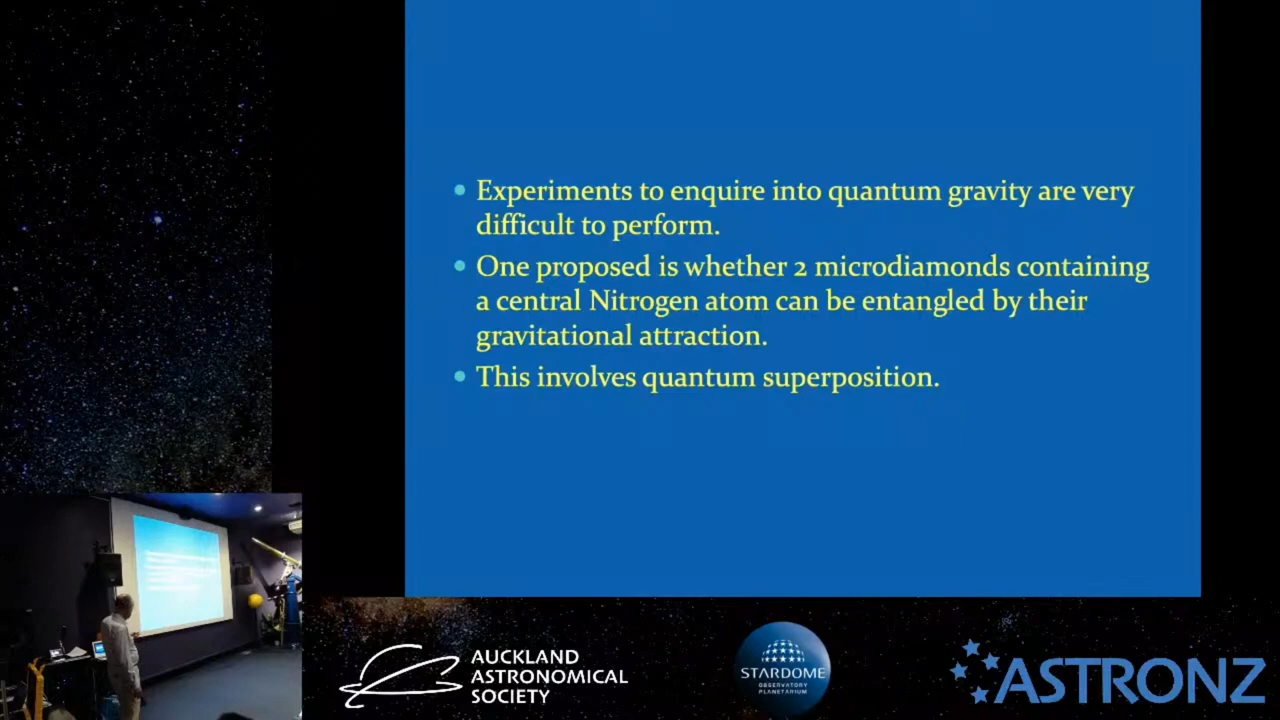 • Experiments to enquire into quantum gravity are very
difficult to perform.
• One proposed is whether 2 microdiamonds containing
a central Nitrogen atom can be entangled by their
gravitational attraction.
• This involves quantum superposition.
AUCKLAND
ASTRONOMICAL
SOCIETY
STARDOME
OBSERVATORY
PLANETARIUM
ASTRONZ